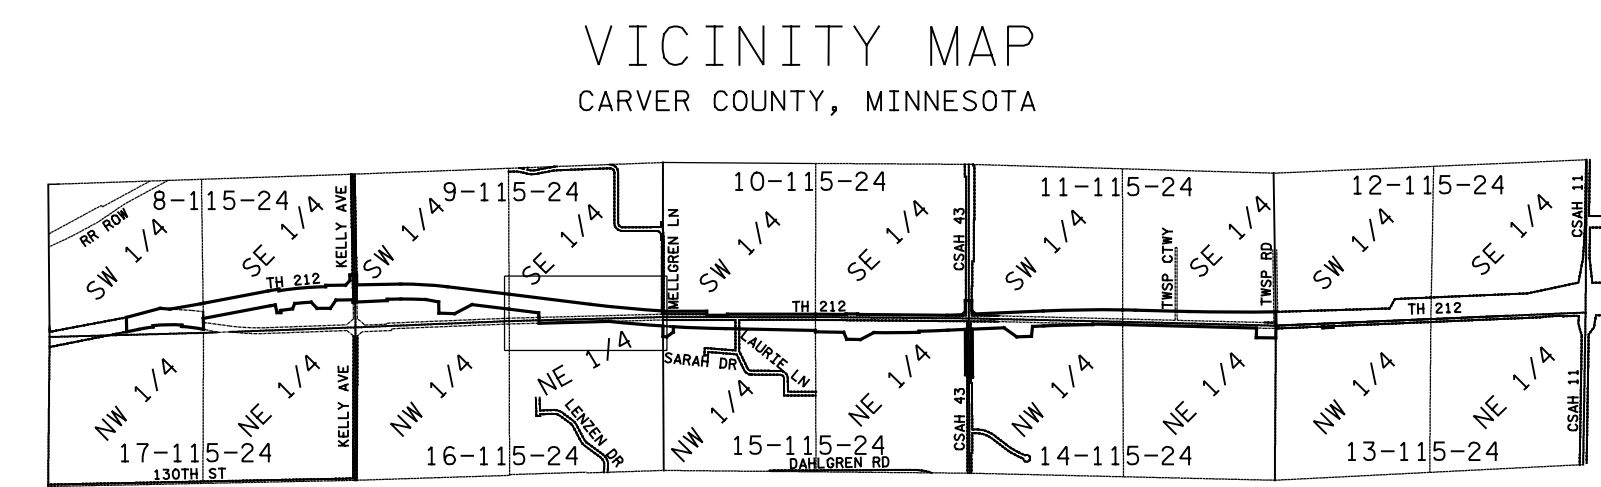 VICINITY MAP
CARVER COUNTY, MINNESOTA
8-115-24
9-115-24
10-115-24
11-115-24
12-115-24
RR ROW
SW 1/4
SE 1/4
KELLY AVE
SW 1/4
SE 1/4
MELLGREN LN
SW 1/4
SE 1/4
CSAH 43
SW 1/4
TWSP CTWY
SE 1/4
TWSP RD
SW 1/4
SE 1/4
CSAH 11
TH 212
TH 212
TH 212
NW 1/4
NE 1/4
KELLY AVE
NW 1/4
NE 1/4
LENZEN DR
SARAH DR
LAURIE LN
NW 1/4
NE 1/4
CSAH 43
NW 1/4
NE 1/4
NW 1/4
NE 1/4
CSAH 11
17-115-24
16-115-24
15-115-24
14-115-24
13-115-24
130TH ST
DAHLGREN RD